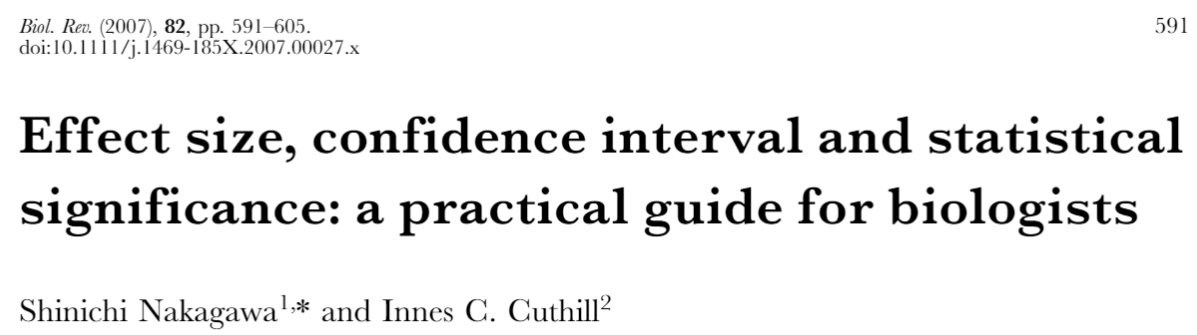 Biol. Rev. (2007), 82, pp. 591–605.
591
doi:10.1111/j.1469-185X.2007.00027.x
Effect size, confidence interval and statistical
significance: a practical guide for biologists
Shinichi Nakagawa1,* and Innes C. Cuthill2